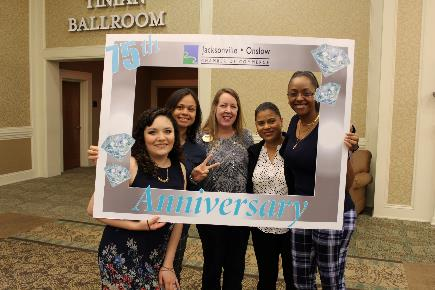 TINIAN
BALLROOM
75th
Jacksonville • Onslow
CHAMBER OF COMMERCE
Anniversary